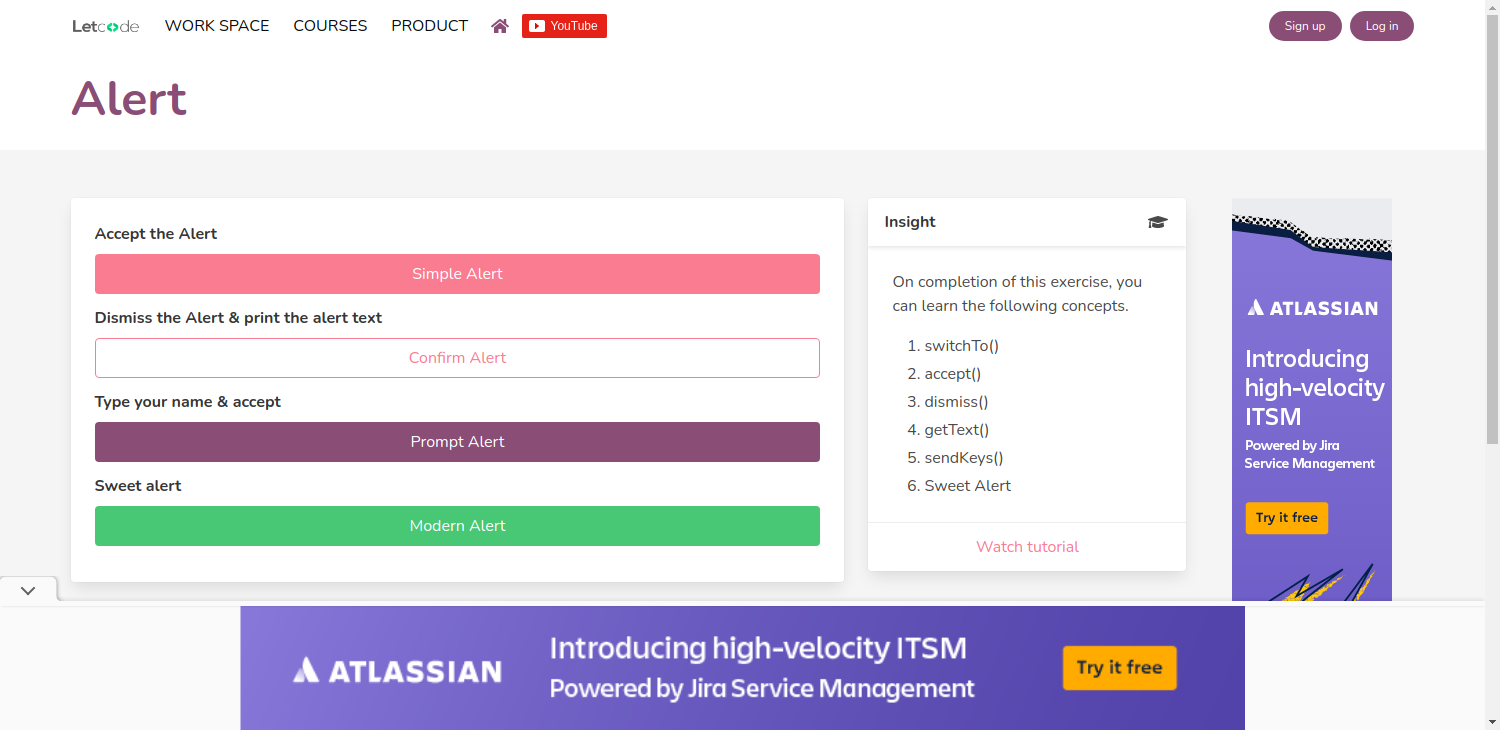 Letcode WORK SPACE COURSES PRODUCT YouTube Sign up Log in
Alert
Accept the Alert
Simple Alert
Dismiss the Alert & print the alert text
Confirm Alert
Type your name & accept
Prompt Alert
Sweet alert
Modern Alert
Insight
On completion of this exercise, you
can learn the following concepts.
1. switchTo()
2. accept()
3. dismiss()
4. getText()
5. sendKeys()
6. Sweet Alert
Watch tutorial
ATLASSIAN
Introducing
high-velocity
ITSM
Powered by Jira
Service Management
Try it free
ATLASSIAN
Introducing high-velocity ITSM
Powered by Jira Service Management
Try it free